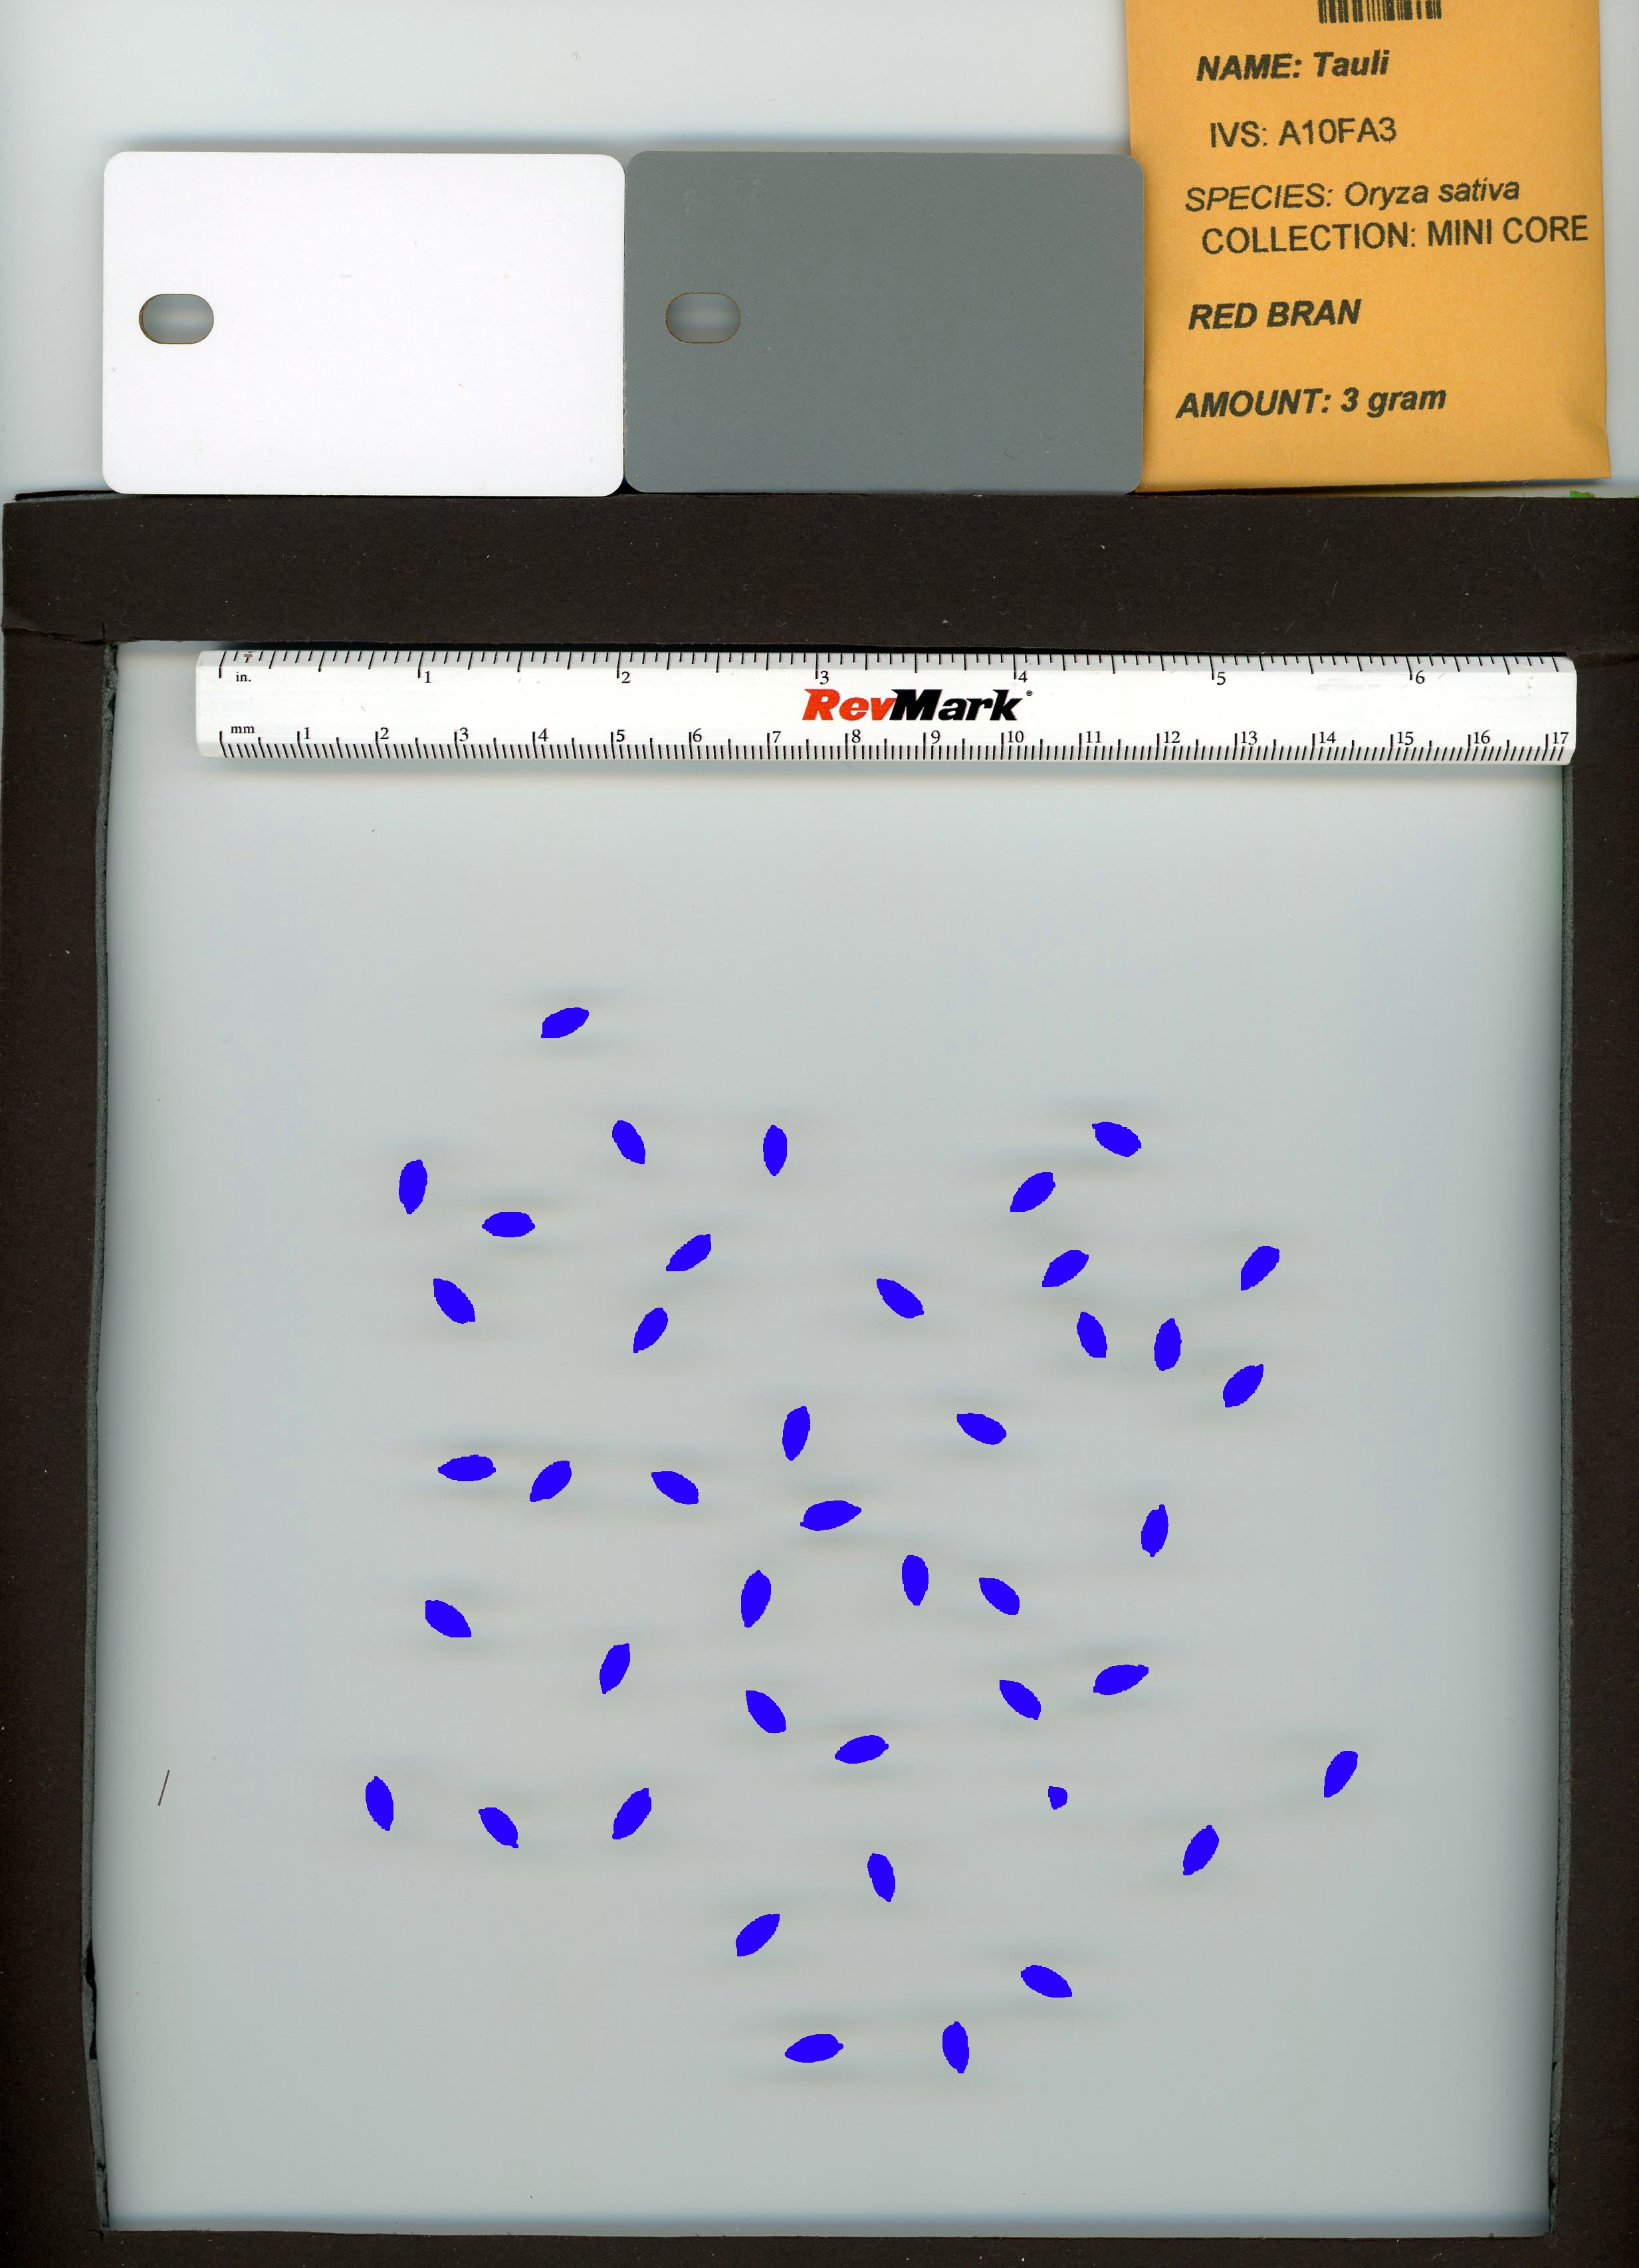 NAME: Tauli
IVS: A10FA3
SPECIES: Oryza sativa
COLLECTION: MINI CORE
RED BRAN
AMOUNT: 3 gram
in. 1 2 3 4 5 6
RevMark
mm 1 2 3 4 5 6 7 8 9 10 11 12 13 14 15 16 17